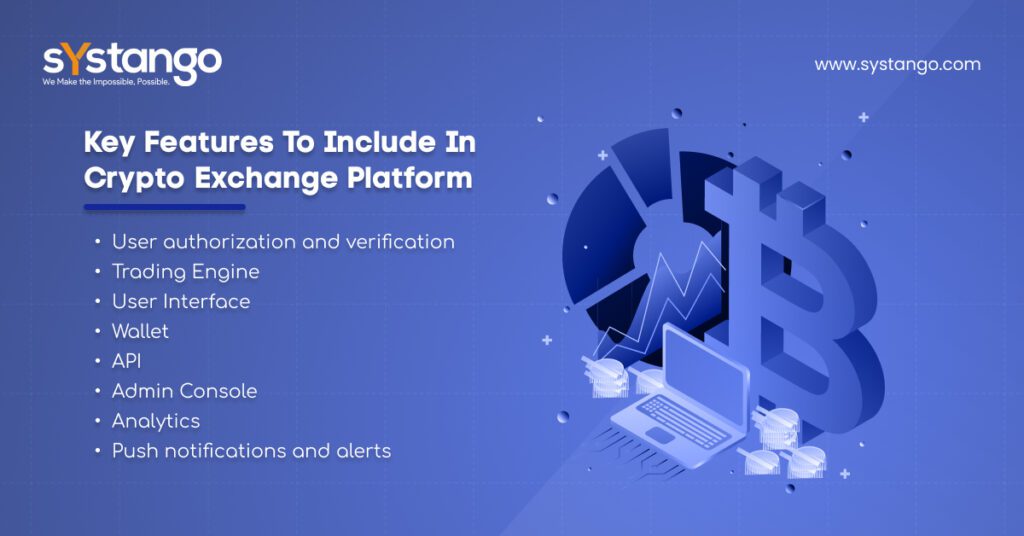 sYstango
We Make the Impossible, Possible.
www.systango.com
Key Features To Include In
Crypto Exchange Platform
• User authorization and verification
• Trading Engine
• User Interface
• Wallet
• API
• Admin Console
• Analytics
• Push notifications and alerts